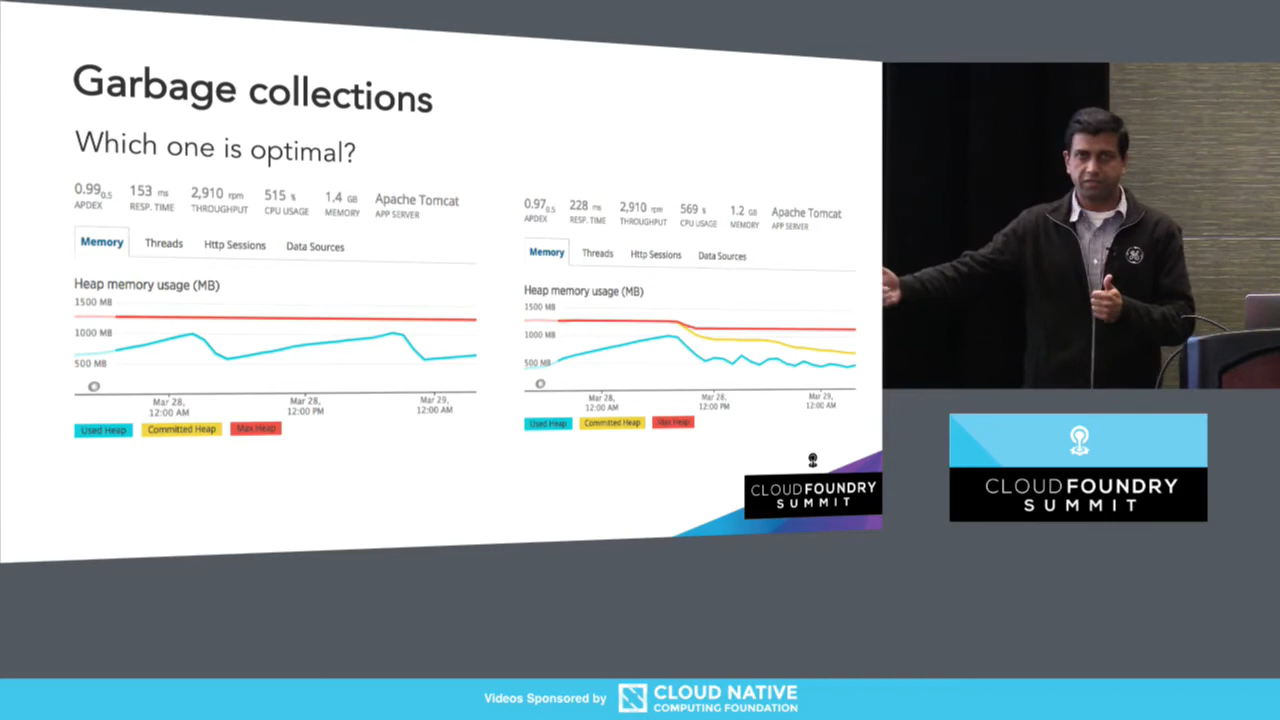 Garbage collections
Which one is optimal?
0.99 0.5 153 ms 2,910 rpm 515 % 1.4 GB Apache Tomcat
APDEX RESP. TIME THROUGHPUT CPU USAGE MEMORY APP SERVER
Memory Threads Http Sessions Data Sources
Heap memory usage (MB)
1500 MB
1000 MB
500 MB
Mar 28, Mar 28, Mar 29,
12:00 AM 12:00 PM 12:00 AM
Used Heap Committed Heap Max Heap
0.97 0.5 228 ms 2,910 rpm 569 % 1.2 GB Apache Tomcat
APDEX RESP. TIME THROUGHPUT CPU USAGE MEMORY APP SERVER
Memory Threads Http Sessions Data Sources
Heap memory usage (MB)
1500 MB
1000 MB
500 MB
Mar 28, Mar 28, Mar 29,
12:00 AM 12:00 PM 12:00 AM
Used Heap Committed Heap Max Heap
CLOUD FOUNDRY
SUMMIT
CLOUD FOUNDRY
SUMMIT
Videos Sponsored by CLOUD NATIVE
COMPUTING FOUNDATION